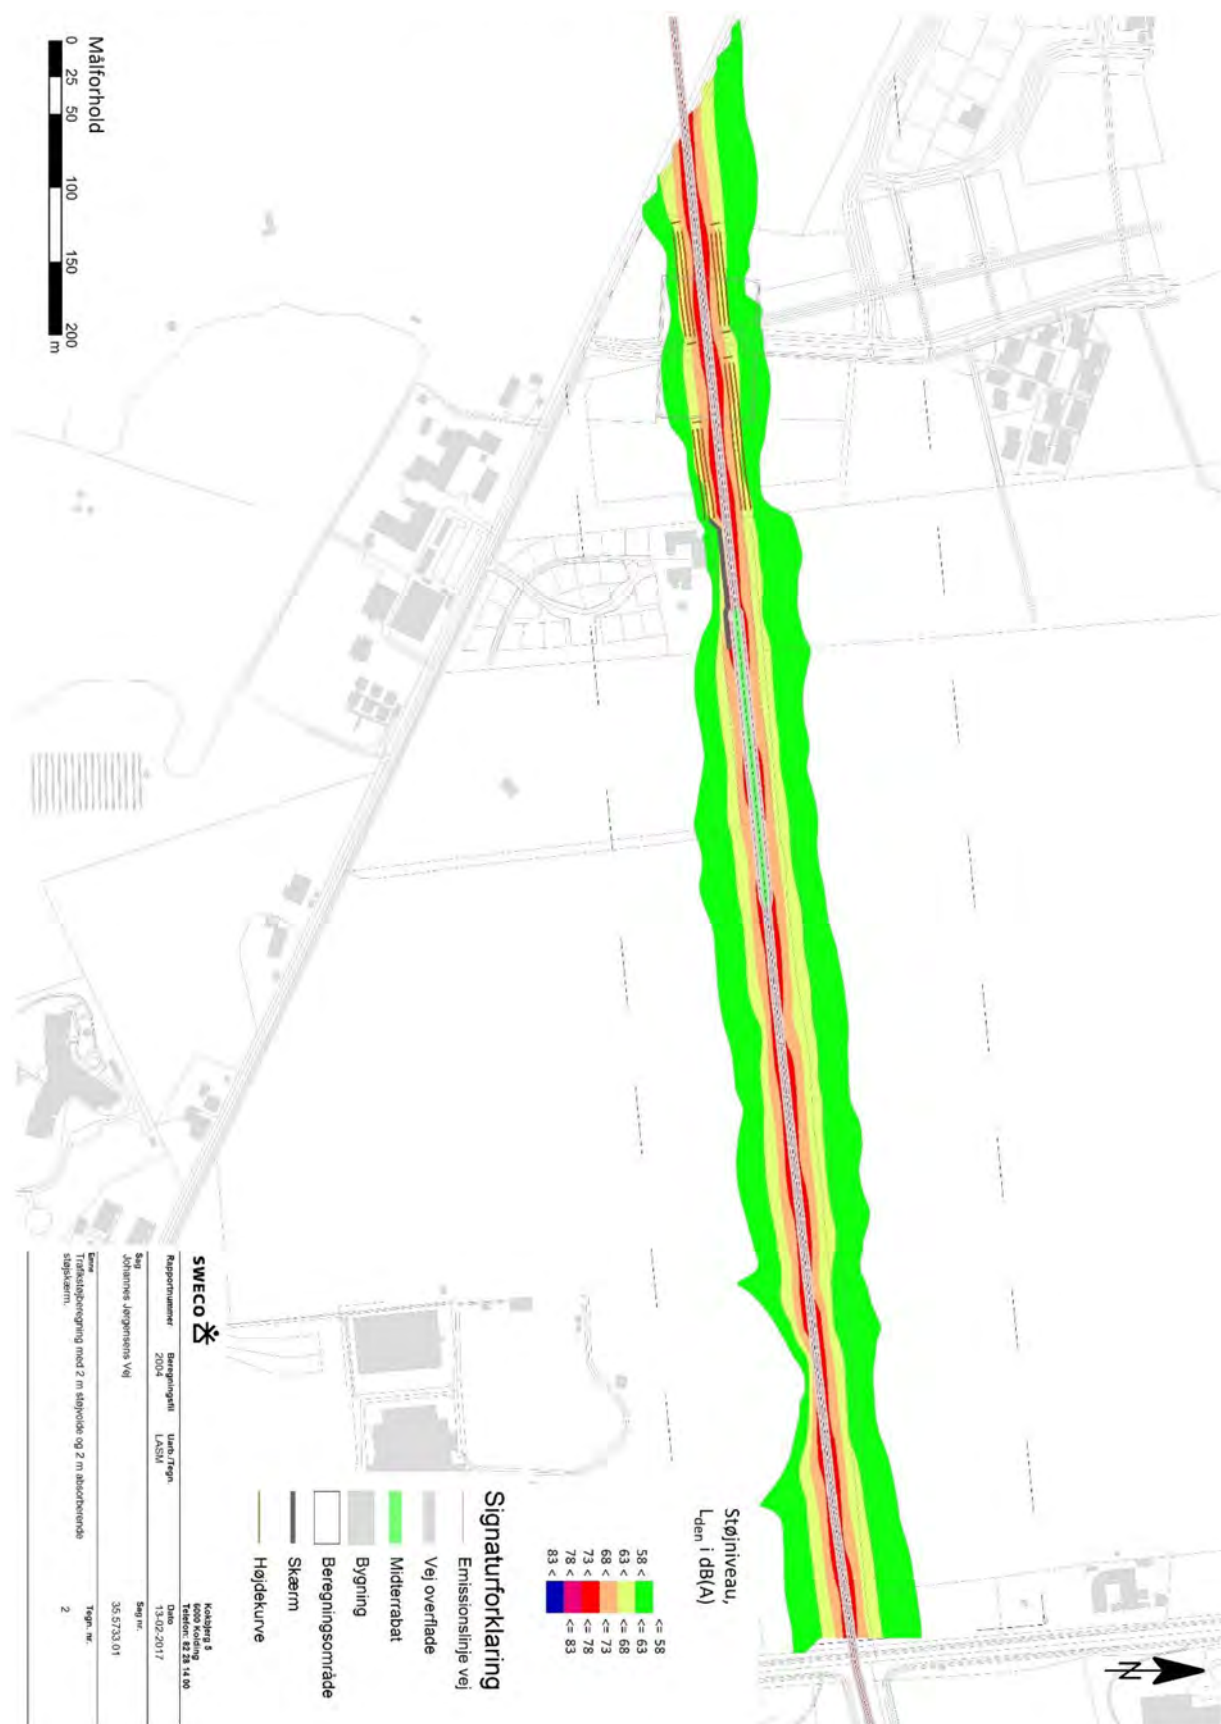 Målforhold
0 25 50 100 150 200
m
Støjniveau,
Lden i dB(A)
<= 58
58 < <= 63
63 < <= 68
68 < <= 73
73 < <= 78
78 < <= 83
83 <
Signaturforklaring
Emissionslinje vej
Vej overflade
Midterrabat
Bygning
Beregningsområde
Skærm
Højdekurve
SWECO
Kokbjerg 5
6000 Kolding
Telefon: 82 28 14 00
Rapportnummer Beregningsfil Uarb./Tegn. Dato
2004 LASM 13-02-2017
Sag Sag nr.
Johannes Jørgensens Vej 35.5733.01
Emne Tegn. nr.
Trafikstøjberegning med 2 m støjvolde og 2 m absorberende 2
støjskærm.
N